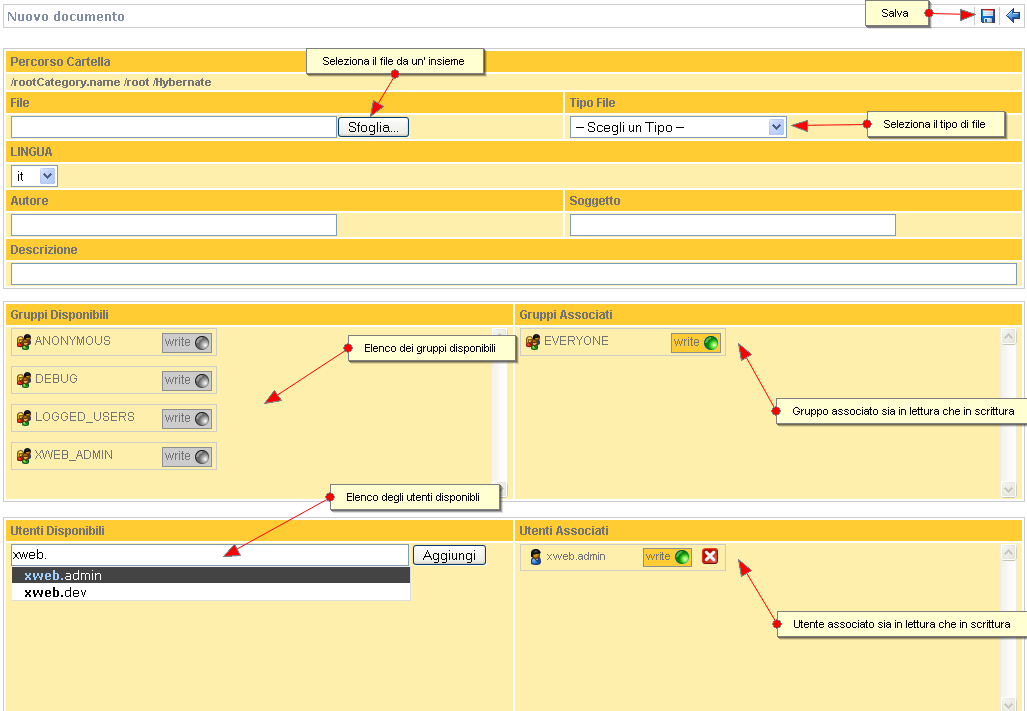 Nuovo documento
Salva
Percorso Cartella
Seleziona il file da un' insieme
/rootCategory.name /root /Hybernate
File
Tipo File
Sfoglia...
-- Scegli un Tipo --
Seleziona il tipo di file
LINGUA
it
Autore
Soggetto
Descrizione
Gruppi Disponibili
Gruppi Associati
ANONYMOUS write
Elenco dei gruppi disponibili
EVERYONE write
DEBUG write
LOGGED_USERS write
Gruppo associato sia in lettura che in scrittura
XWEB_ADMIN write
Elenco degli utenti disponibli
Utenti Disponibili
Utenti Associati
xweb.
Aggiungi
xweb.admin write
xweb.admin
xweb.dev
Utente associato sia in lettura che in scrittura